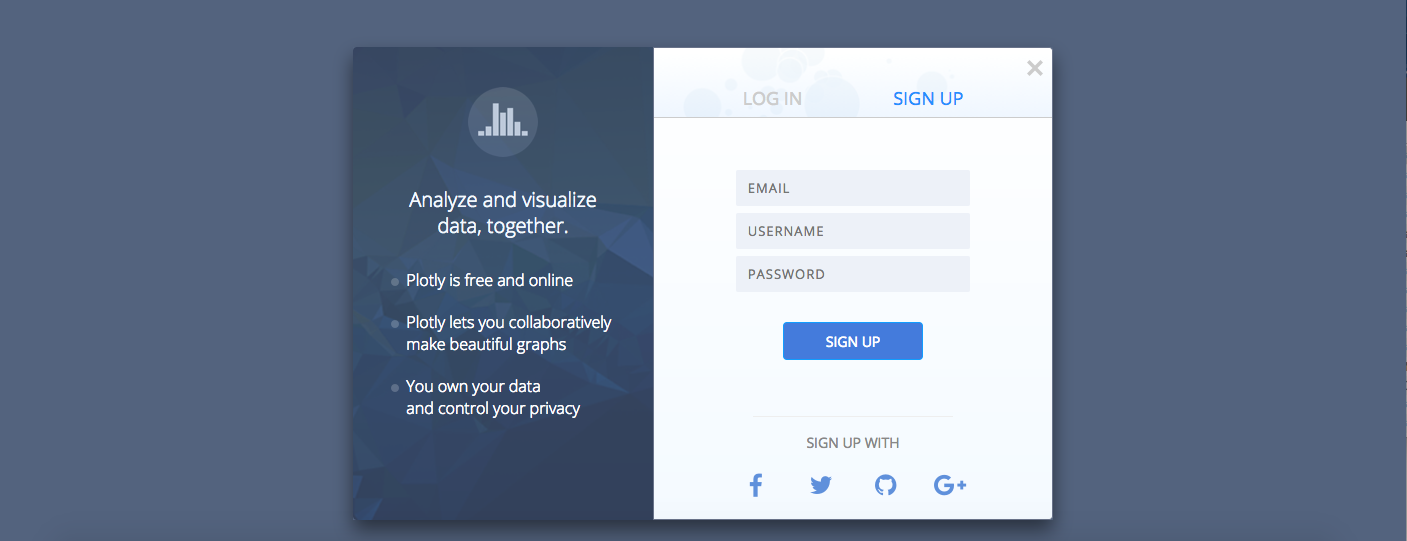 Analyze and visualize
data, together.
Plotly is free and online
Plotly lets you collaboratively
make beautiful graphs
You own your data
and control your privacy
LOG IN
SIGN UP
EMAIL
USERNAME
PASSWORD
SIGN UP
SIGN UP WITH